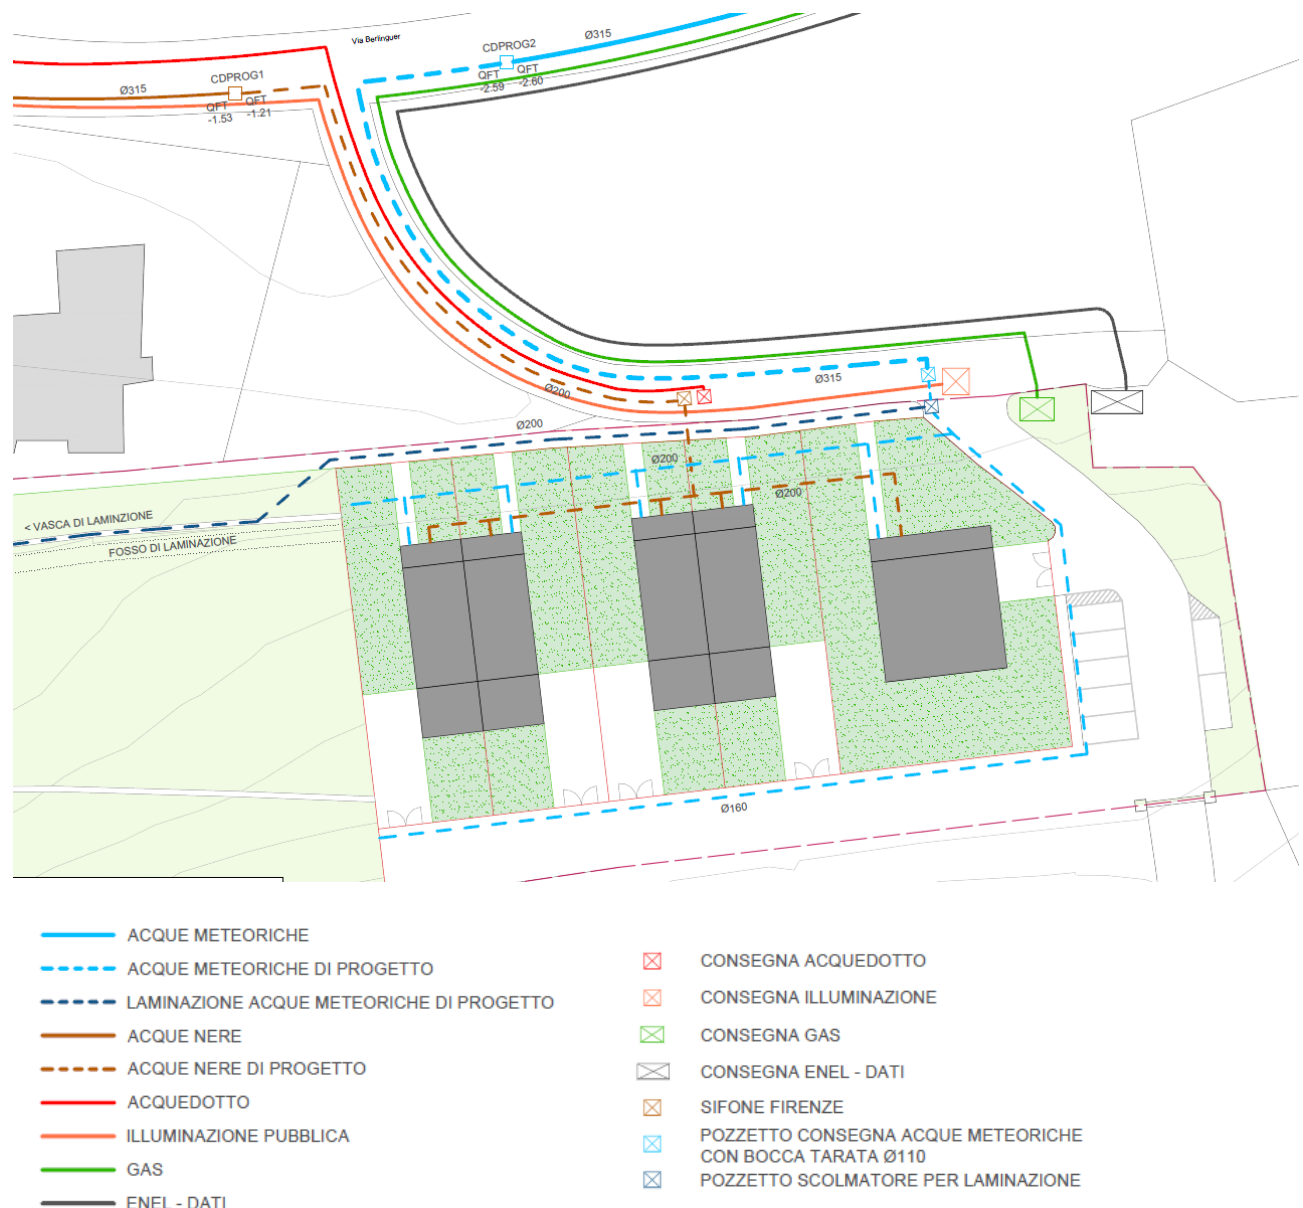 Via Berlinguer
CDPROG2
Ø315
QFT
QFT
-2.59
-2.60
CDPROG1
Ø315
QFT
QFT
-1.53
-1.21
Ø200
Ø315
Ø200
Ø200
Ø200
< VASCA DI LAMINZIONE
FOSSO DI LAMINAZIONE
Ø160
ACQUE METEORICHE
ACQUE METEORICHE DI PROGETTO
LAMINAZIONE ACQUE METEORICHE DI PROGETTO
ACQUE NERE
ACQUE NERE DI PROGETTO
ACQUEDOTTO
ILLUMINAZIONE PUBBLICA
GAS
ENEL - DATI
CONSEGNA ACQUEDOTTO
CONSEGNA ILLUMINAZIONE
CONSEGNA GAS
CONSEGNA ENEL - DATI
SIFONE FIRENZE
POZZETTO CONSEGNA ACQUE METEORICHE
CON BOCCA TARATA Ø110
POZZETTO SCOLMATORE PER LAMINAZIONE